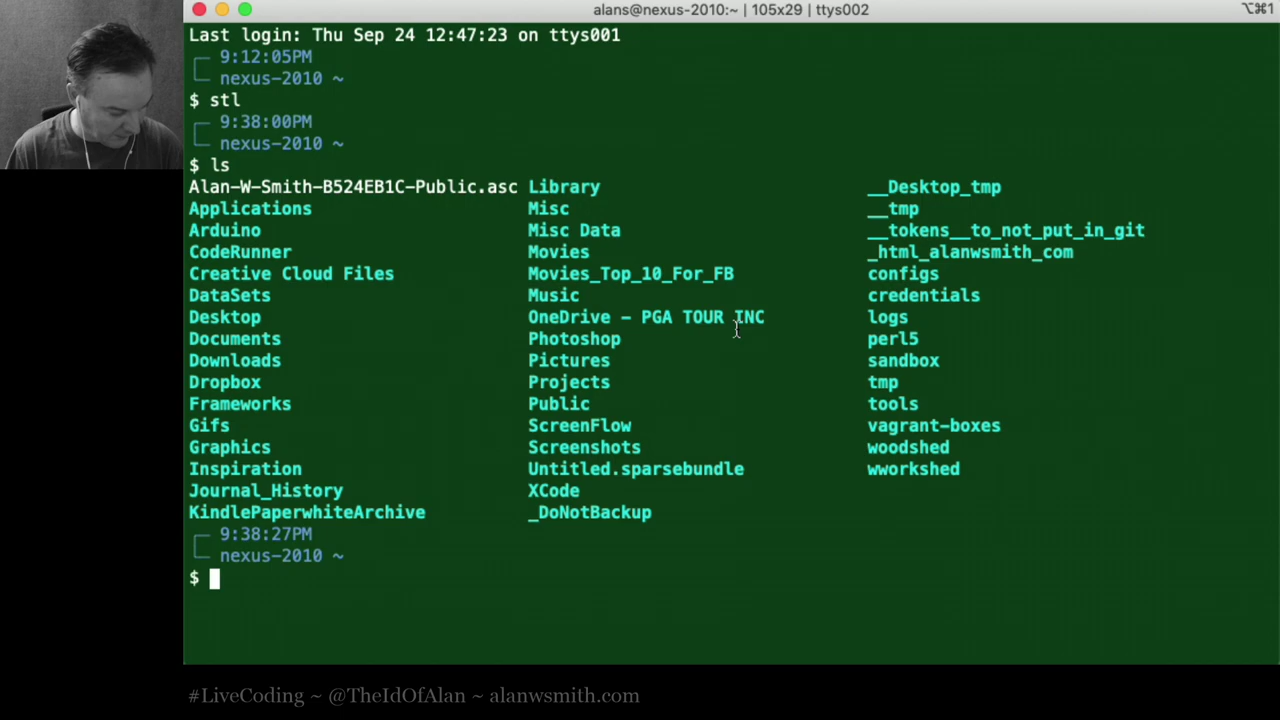 alans@nexus-2010:~ | 105x29 | ttys002 ⌥⌘1
Last login: Thu Sep 24 12:47:23 on ttys001
9:12:05PM
nexus-2010 ~
$ stl
9:38:00PM
nexus-2010 ~
$ ls
Alan-W-Smith-B524EB1C-Public.asc Library __Desktop_tmp
Applications Misc __tmp
Arduino Misc Data __tokens__to_not_put_in_git
CodeRunner Movies _html_alanwsmith_com
Creative Cloud Files Movies_Top_10_For_FB configs
DataSets Music credentials
Desktop OneDrive - PGA TOUR INC logs
Documents Photoshop perl5
Downloads Pictures sandbox
Dropbox Projects tmp
Frameworks Public tools
Gifs ScreenFlow vagrant-boxes
Graphics Screenshots woodshed
Inspiration Untitled.sparsebundle wworkshed
Journal_History XCode
KindlePaperwhiteArchive _DoNotBackup
9:38:27PM
nexus-2010 ~
$
#LiveCoding ~ @TheIdOfAlan ~ alanwsmith.com